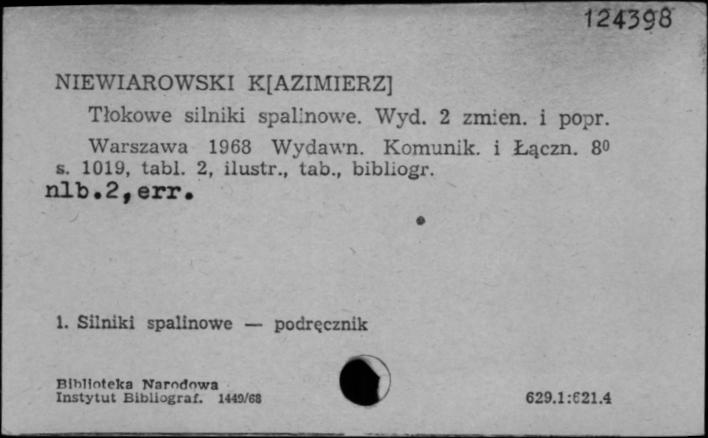 124398
NIEWIAROWSKI K[AZIMIERZ]
Tłokowe silniki spalinowe. Wyd. 2 zmien. i popr.
Warszawa 1968 Wydawn. Komunik. i Łączn. 8⁰
s. 1019, tabl. 2, ilustr., tab., bibliogr.
nlb.2,err.
1. Silniki spalinowe — podręcznik
Biblioteka Narodowa
Instytut Bibliograf. 1449/68
629.1:621.4